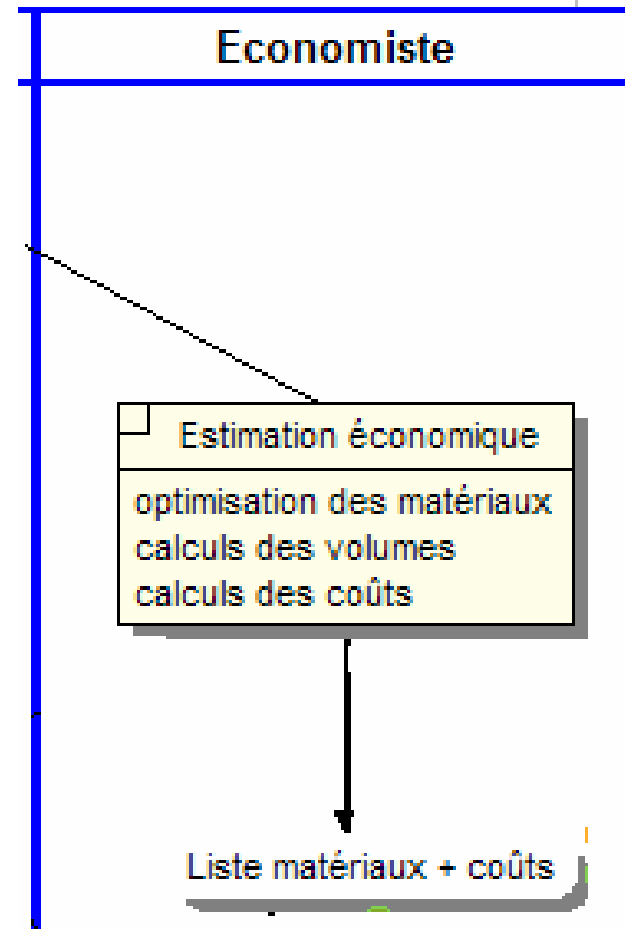 Economiste
Estimation économique
optimisation des matériaux
calculs des volumes
calculs des coûts
Liste matériaux + coûts